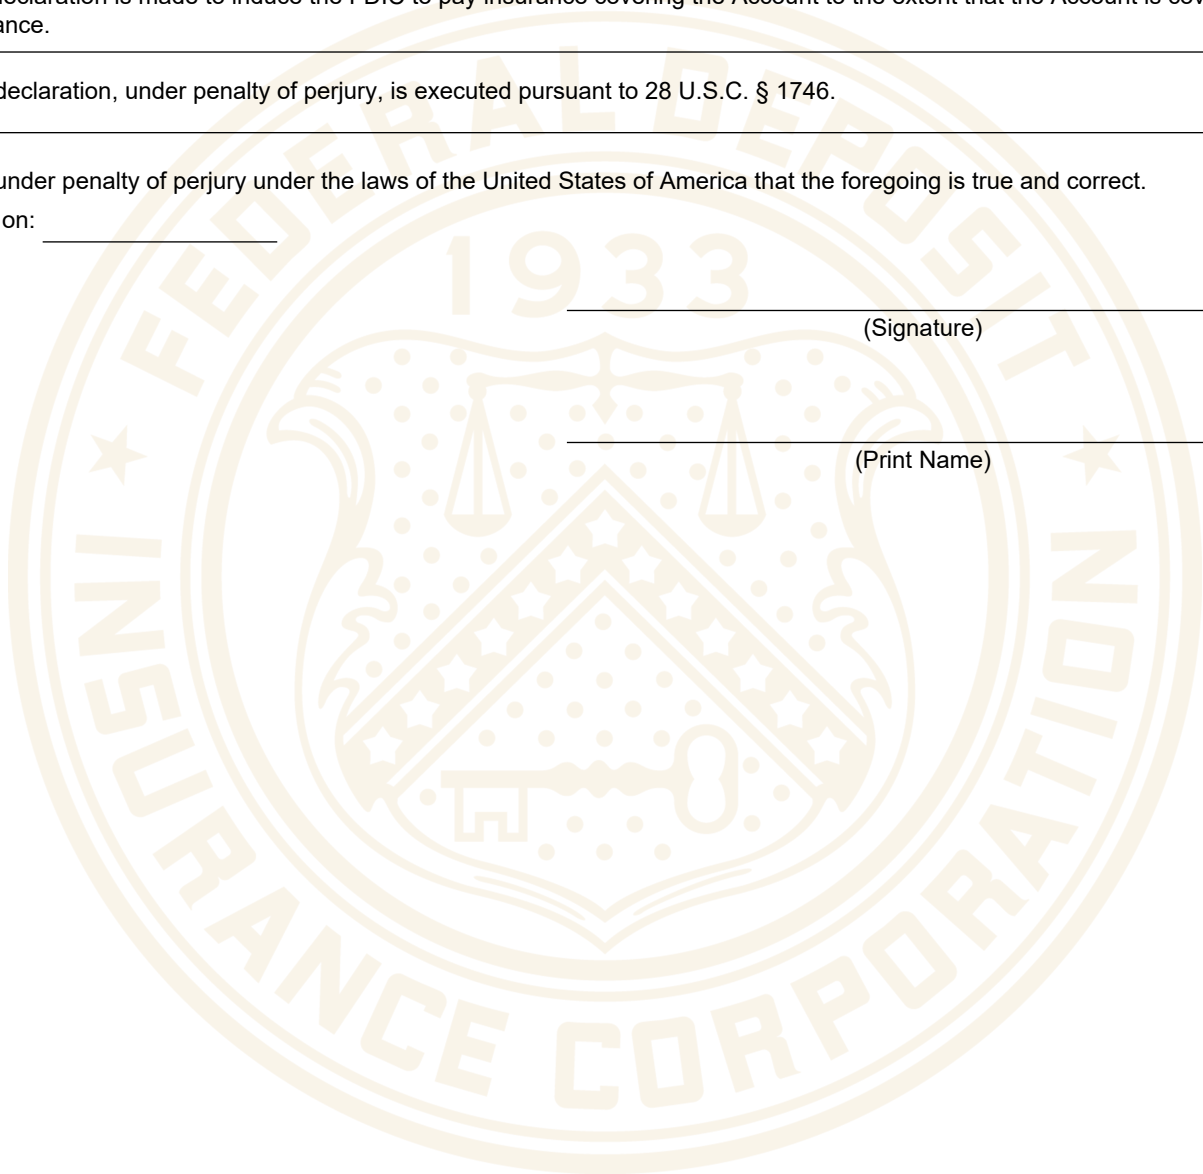 declaration is made to induce the FDIC to pay insurance covering the Account to the extent that the Account is
ance.
declaration, under penalty of perjury, is executed pursuant to 28 U.S.C. § 1746.
under penalty of perjury under the laws of the United States of America that the foregoing is true and correct.
on:
(Signature)
(Print Name)
FEDERAL DEPOSIT
1933
INSURANCE CORPORATION